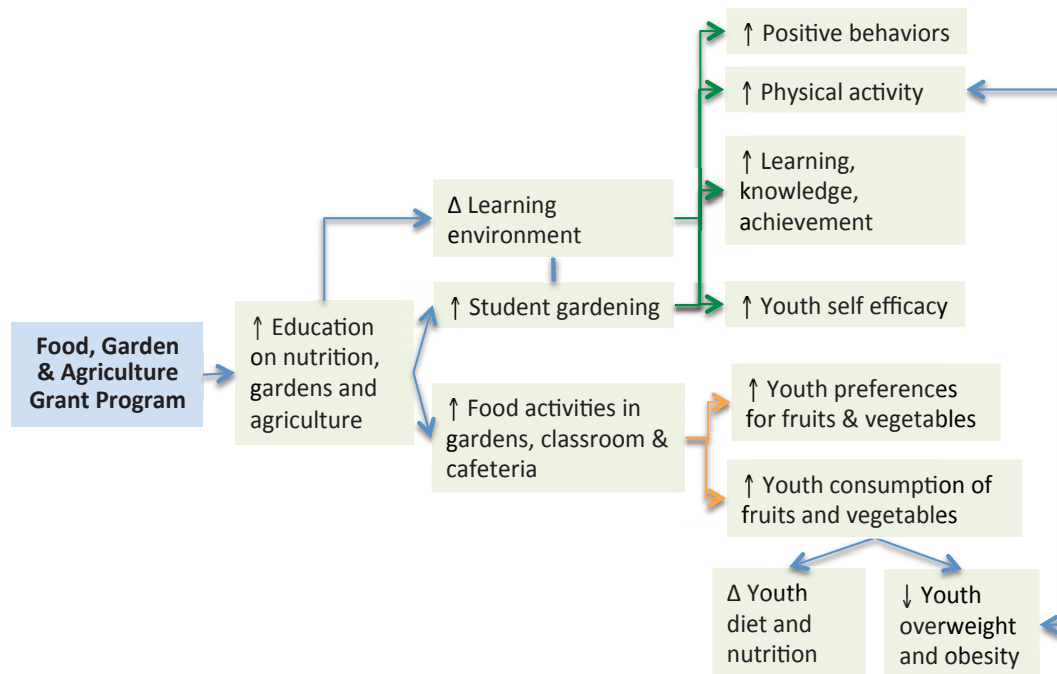 Food, Garden
& Agriculture
Grant Program
↑ Education
on nutrition,
gardens and
agriculture
Δ Learning
environment
↑ Student gardening
↑ Food activities in
gardens, classroom &
cafeteria
↑ Positive behaviors
↑ Physical activity
↑ Learning,
knowledge,
achievement
↑ Youth self efficacy
↑ Youth preferences
for fruits & vegetables
↑ Youth consumption of
fruits and vegetables
Δ Youth
diet and
nutrition
↓ Youth
overweight
and obesity